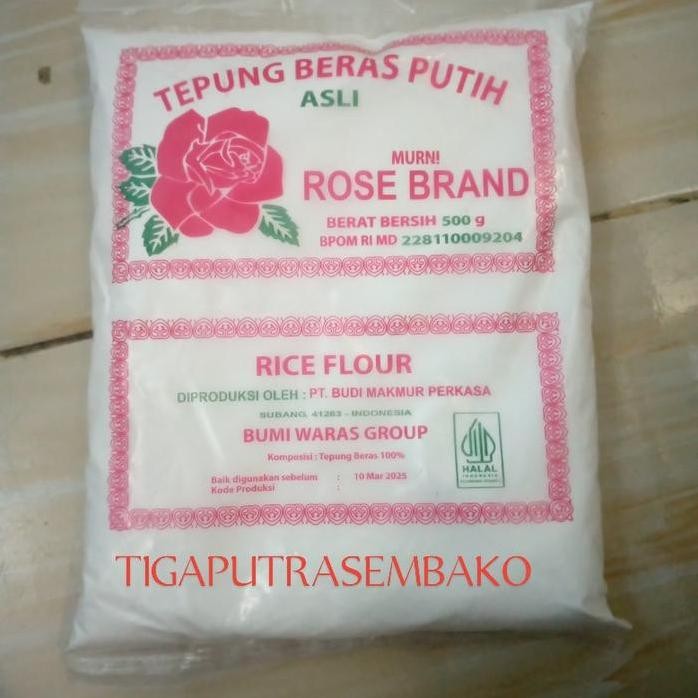 TEPUNG BERAS PUTIH
ASLI
MURNI
ROSE BRAND
BERAT BERSIH 500 g
BPOM RI MD 228110009204
RICE FLOUR
DIPRODUKSI OLEH : PT. BUDI MAKMUR PERKASA
SUBANG, 41283 - INDONESIA
BUMI WARAS GROUP
Komposisi : Tepung Beras 100%
Baik digunakan sebelum : 10 Mar 2025
Kode Produksi :
HALAL
INDONESIA
TIGAPUTRASEMBAKO